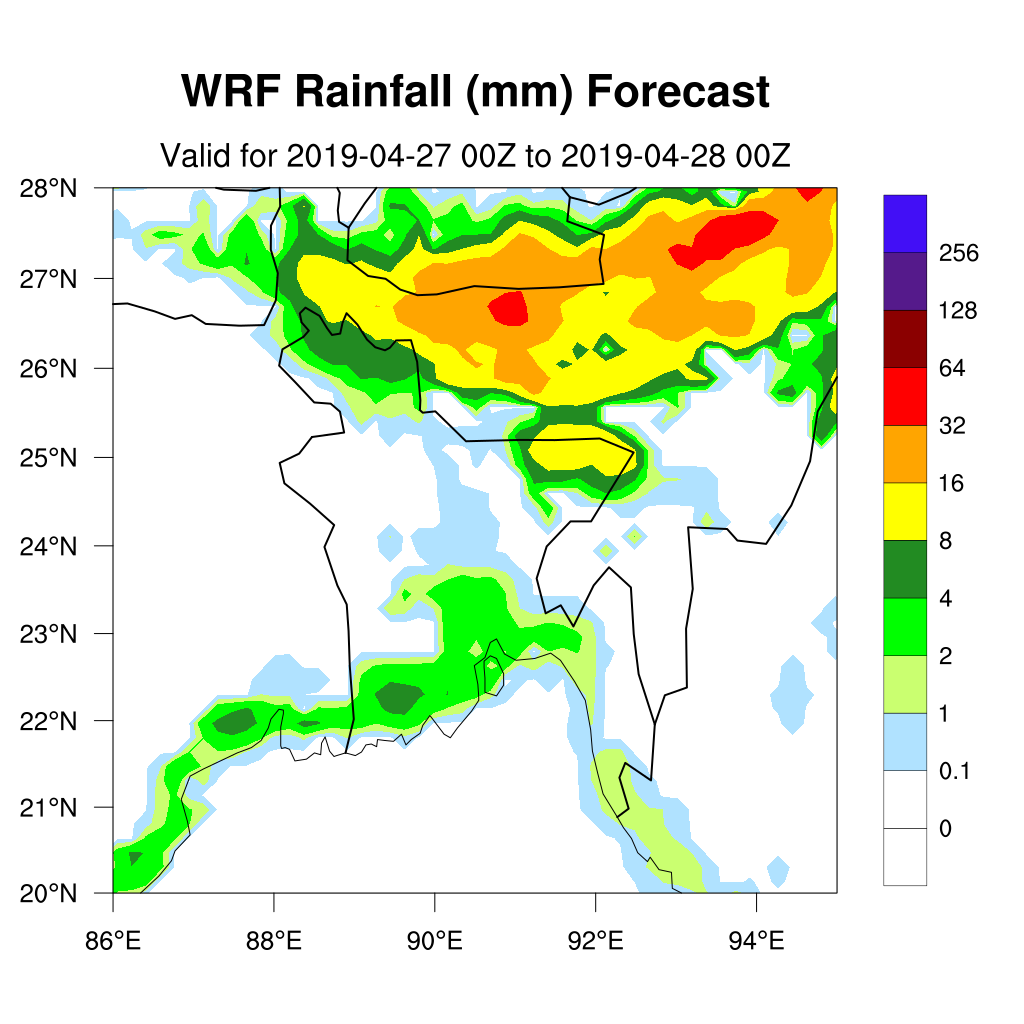 WRF Rainfall (mm) Forecast
Valid for 2019-04-27 00Z to 2019-04-28 00Z
28°N
27°N
26°N
25°N
24°N
23°N
22°N
21°N
20°N
86°E 88°E 90°E 92°E 94°E
256
128
64
32
16
8
4
2
1
0.1
0